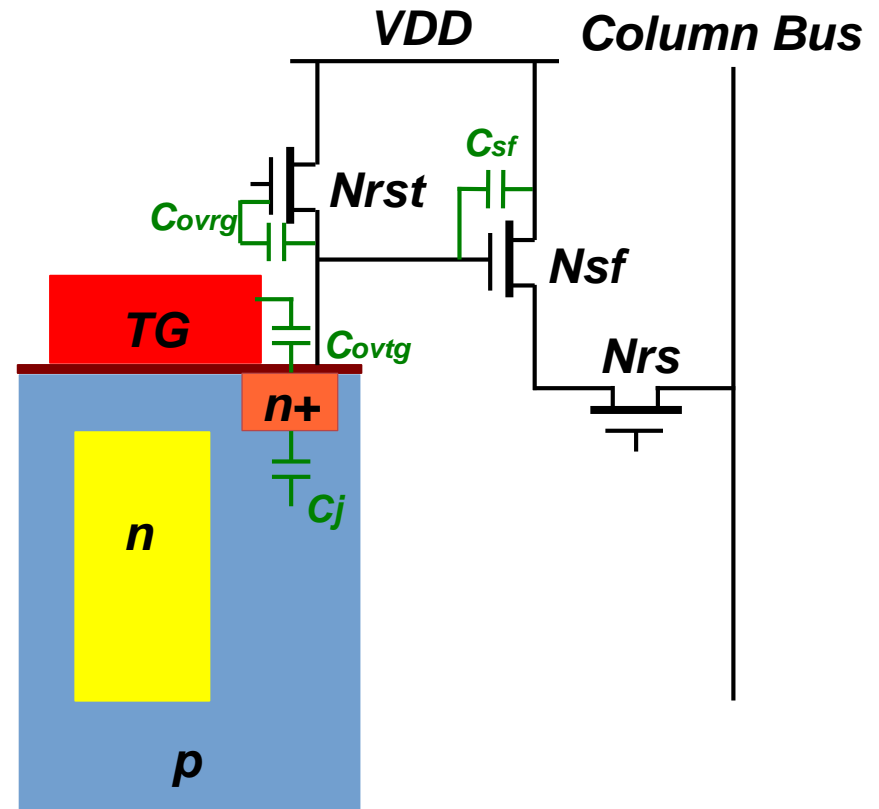 VDD
Column Bus
Csf
Nrst
Covrg
Nsf
TG
Covtg
Nrs
n+
Cj
n
p